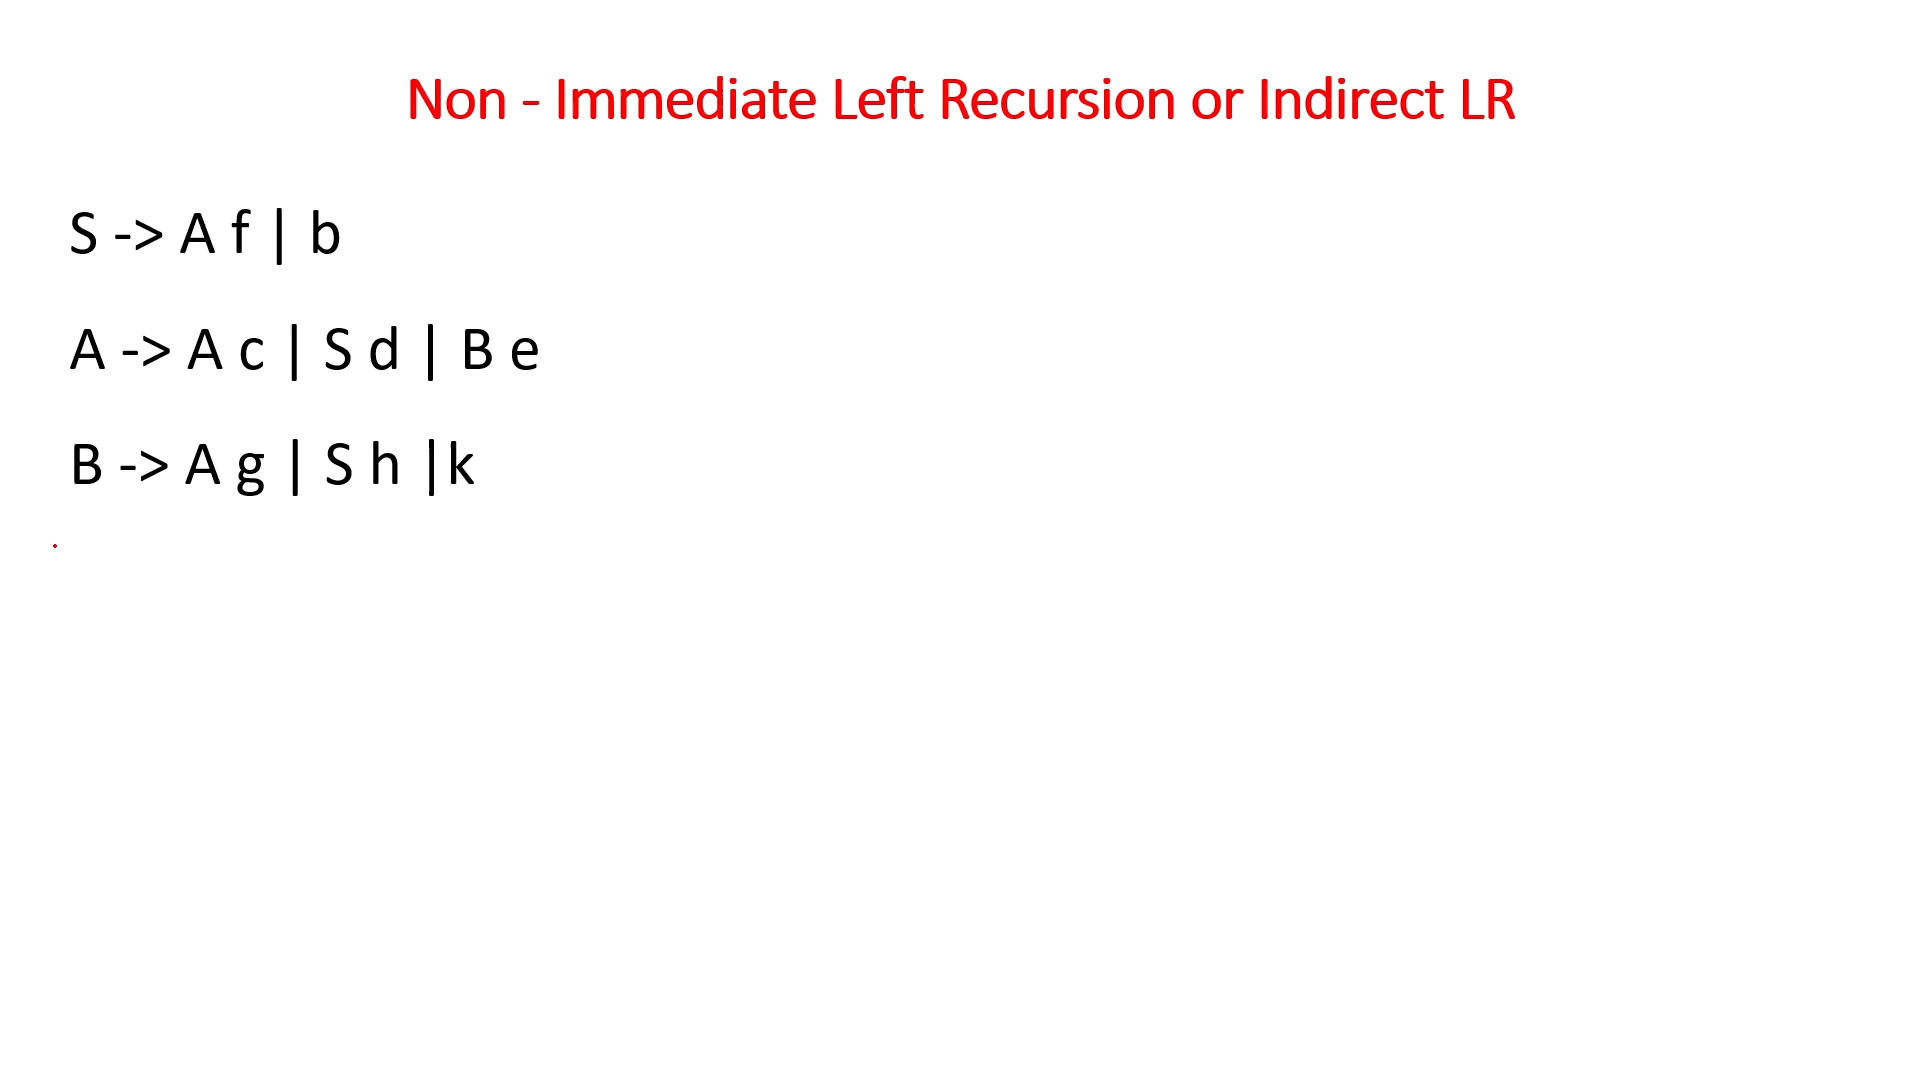 Non - Immediate Left Recursion or Indirect LR
S -> A f | b
A -> A c | S d | B e
B -> A g | S h |k